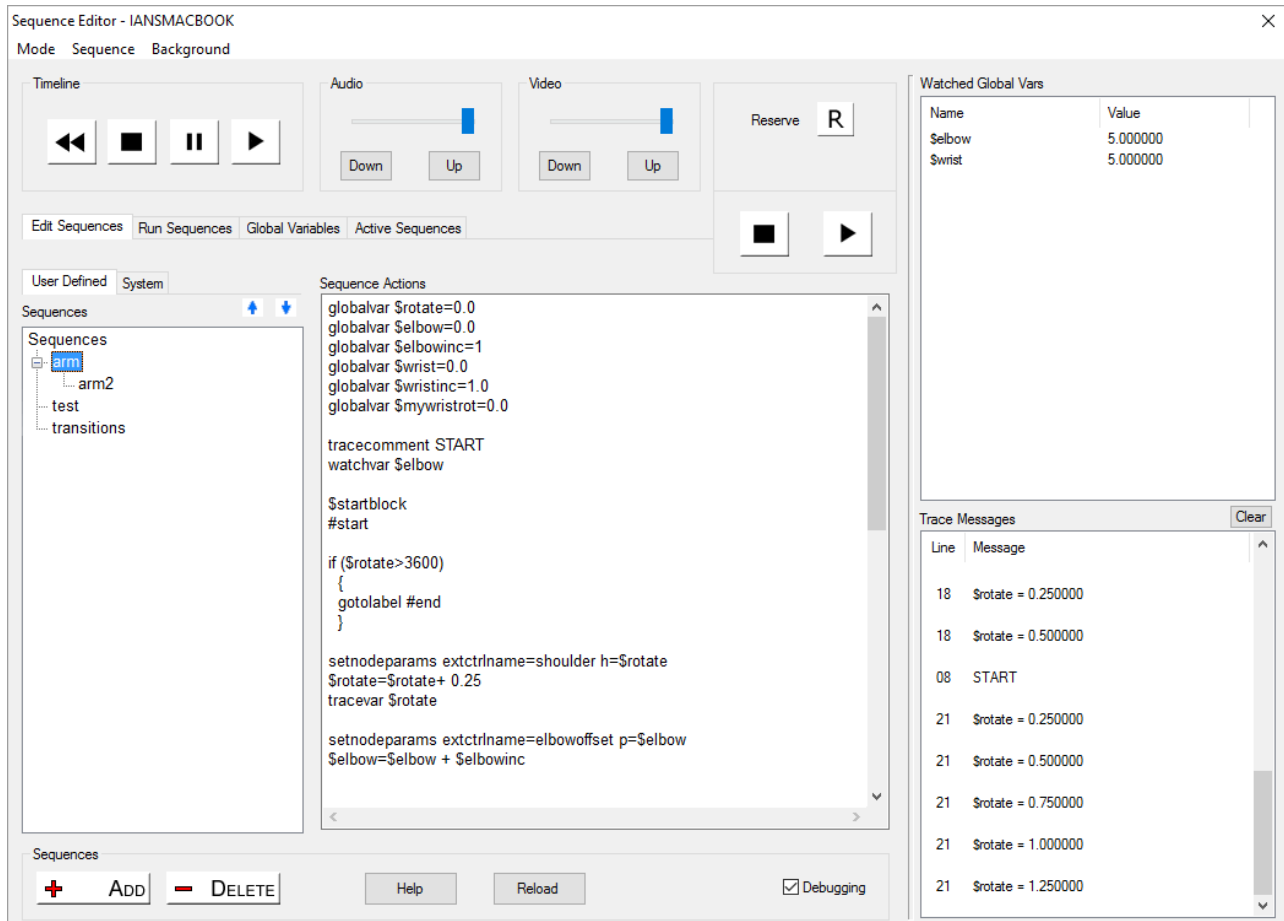 Sequence Editor - IANSMACBOOK
Mode Sequence Background
Timeline
Audio
Down Up
Video
Down Up
Reserve R
Edit Sequences Run Sequences Global Variables Active Sequences
User Defined System
Sequences
Sequences
arm
arm2
test
transitions
Sequence Actions
globalvar $rotate=0.0
globalvar $elbow=0.0
globalvar $elbowinc=1
globalvar $wrist=0.0
globalvar $wristinc=1.0
globalvar $mywristrot=0.0
tracecomment START
watchvar $elbow
$startblock
#start
if ($rotate>3600)
{
gotolabel #end
}
setnodeparams extctrlname=shoulder h=$rotate
$rotate=$rotate+ 0.25
tracevar $rotate
setnodeparams extctrlname=elbowoffset p=$elbow
$elbow=$elbow + $elbowinc
Sequences
ADD DELETE Help Reload Debugging
Watched Global Vars
Name Value
$elbow 5.000000
$wrist 5.000000
Trace Messages Clear
Line Message
18 $rotate = 0.250000
18 $rotate = 0.500000
08 START
21 $rotate = 0.250000
21 $rotate = 0.500000
21 $rotate = 0.750000
21 $rotate = 1.000000
21 $rotate = 1.250000